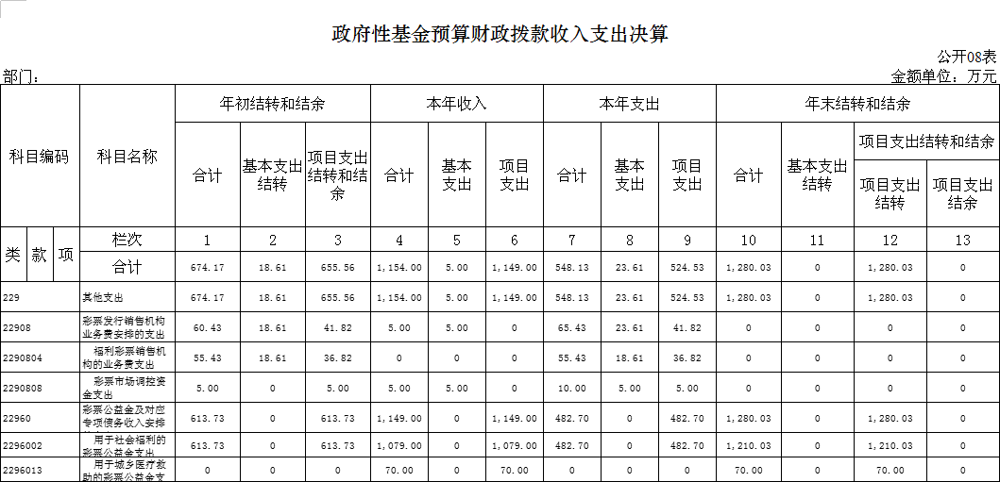 政府性基金预算财政拨款收入支出决算
公开08表
部门：
金额单位：万元
科目编码 科目名称 年初结转和结余 本年收入 本年支出 年末结转和结余
合计 基本支出结转 项目支出结转和结余 合计 基本支出 项目支出 合计 基本支出 项目支出 合计 基本支出结转 项目支出结转和结余
项目支出结转 项目支出结余
类 款 项 栏次 1 2 3 4 5 6 7 8 9 10 11 12 13
合计 674.17 18.61 655.56 1,154.00 5.00 1,149.00 548.13 23.61 524.53 1,280.03 0 1,280.03 0
229 其他支出 674.17 18.61 655.56 1,154.00 5.00 1,149.00 548.13 23.61 524.53 1,280.03 0 1,280.03 0
22908 彩票发行销售机构业务费安排的支出 60.43 18.61 41.82 5.00 5.00 0 65.43 23.61 41.82 0 0 0 0
2290804 福利彩票销售机构的业务费支出 55.43 18.61 36.82 0 0 0 55.43 18.61 36.82 0 0 0 0
2290808 彩票市场调控资金支出 5.00 0 5.00 5.00 5.00 0 10.00 5.00 5.00 0 0 0 0
22960 彩票公益金及对应专项债务收入安排 613.73 0 613.73 1,149.00 0 1,149.00 482.70 0 482.70 1,280.03 0 1,280.03 0
2296002 用于社会福利的彩票公益金支出 613.73 0 613.73 1,079.00 0 1,079.00 482.70 0 482.70 1,210.03 0 1,210.03 0
2296013 用于城乡医疗救助的彩票公益金支 0 0 0 70.00 0 70.00 0 0 0 70.00 0 70.00 0